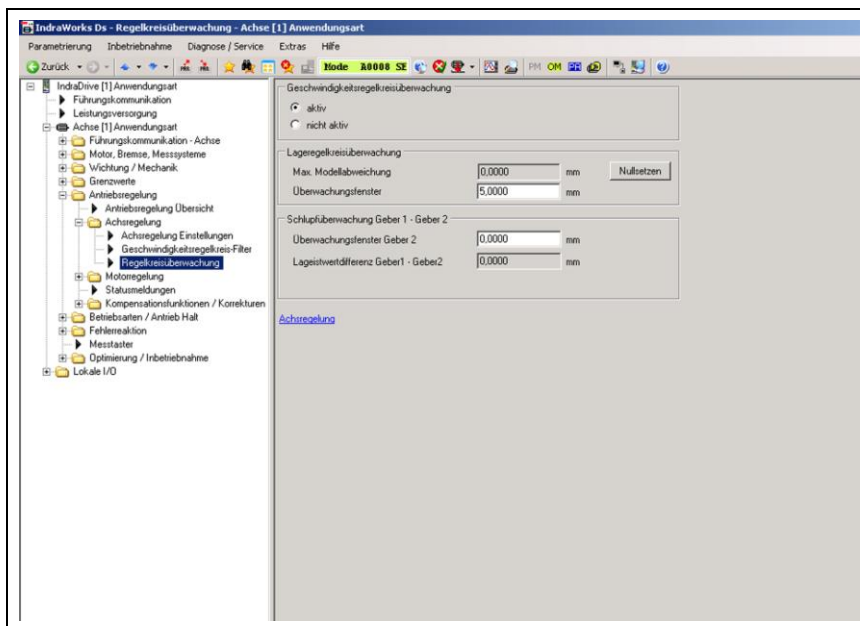 IndraWorks Ds - Regelkreisüberwachung - Achse [1] Anwendungsart
Parametrierung Inbetriebnahme Diagnose / Service Extras Hilfe
Zurück Mode A0008 SE PM OM
IndraDrive [1] Anwendungsart
Führungskommunikation
Leistungsversorgung
Achse [1] Anwendungsart
Führungskommunikation - Achse
Motor, Bremse, Messsysteme
Wichtung / Mechanik
Grenzwerte
Antriebsregelung
Antriebsregelung Übersicht
Achsregelung
Achsregelung Einstellungen
Geschwindigkeitsregelkreis-Filter
Regelkreisüberwachung
Motorregelung
Statusmeldungen
Kompensationsfunktionen / Korrekturen
Betriebsarten / Antrieb Halt
Fehlerreaktion
Messtaster
Optimierung / Inbetriebnahme
Lokale I/O
Geschwindigkeitsregelkreisüberwachung
aktiv
nicht aktiv
Lageregelkreisüberwachung
Max. Modellabweichung 0,0000 mm Nullsetzen
Überwachungsfenster 5,0000 mm
Schlupfüberwachung Geber 1 - Geber 2
Überwachungsfenster Geber 2 0,0000 mm
Lageistwertdifferenz Geber1 - Geber2 0,0000 mm
Achsregelung